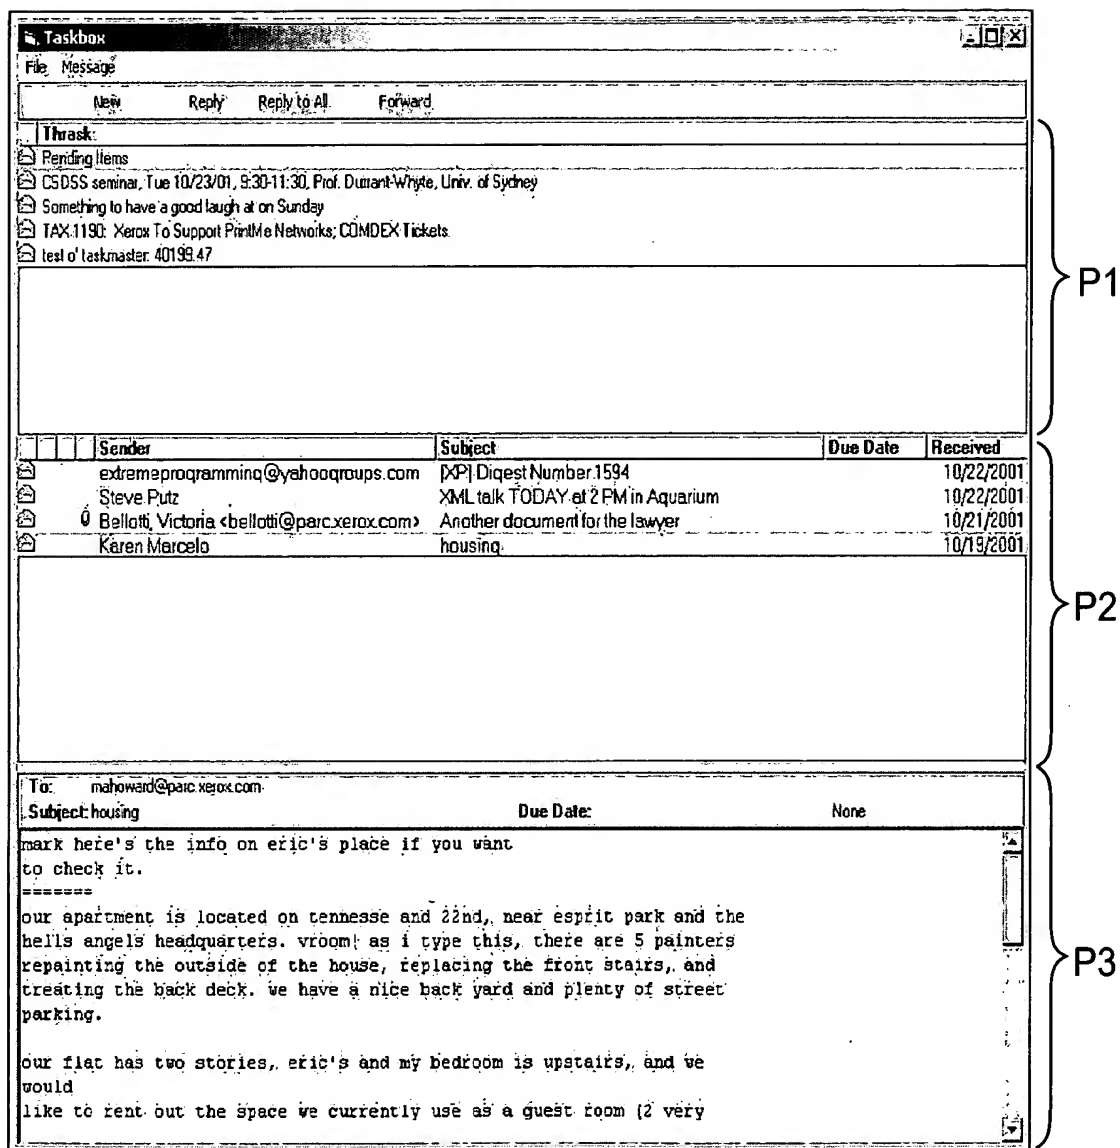 Taskbox
File Message
New Reply Reply to All Forward
Thrask:
Pending Items
CSDSS seminar, Tue 10/23/01, 9:30-11:30, Prof. Durrant-Whyte, Univ. of Sydney
Something to have a good laugh at on Sunday
TAX.1190: Xerox To Support PrintMe Networks; COMDEX Tickets
test o' taskmaster: 40199.47
P1
Sender Subject Due Date Received
extremeprogramming@yahoogroups.com [XP] Digest Number 1594 10/22/2001
Steve Putz XML talk TODAY at 2 PM in Aquarium 10/22/2001
Bellotti, Victoria <bellotti@parc.xerox.com> Another document for the lawyer 10/21/2001
Karen Marcelo housing 10/19/2001
P2
To: mahoward@parc.xerox.com
Subject: housing Due Date: None
mark here's the info on eric's place if you want
to check it.
=======
our apartment is located on tennesse and 22nd, near esprit park and the
hells angels headquarters. vroom! as i type this, there are 5 painters
repainting the outside of the house, replacing the front stairs, and
treating the back deck. we have a nice back yard and plenty of street
parking.
our flat has two stories, eric's and my bedroom is upstairs, and we
would
like to rent out the space we currently use as a guest room (2 very
P3